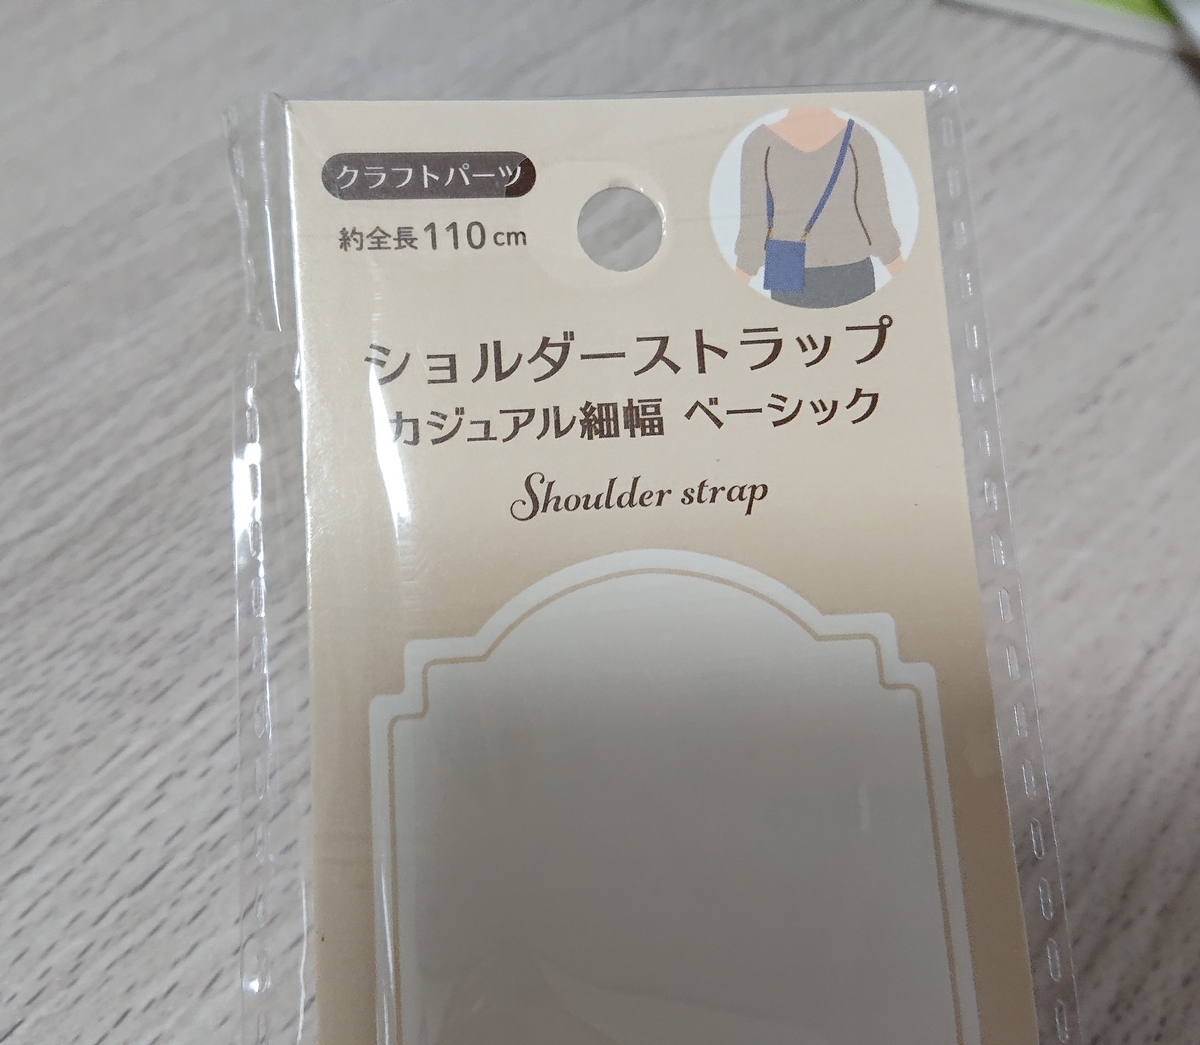 クラフトパーツ
約全長110cm
ショルダーストラップ
カジュアル細幅 ベーシック
Shoulder strap